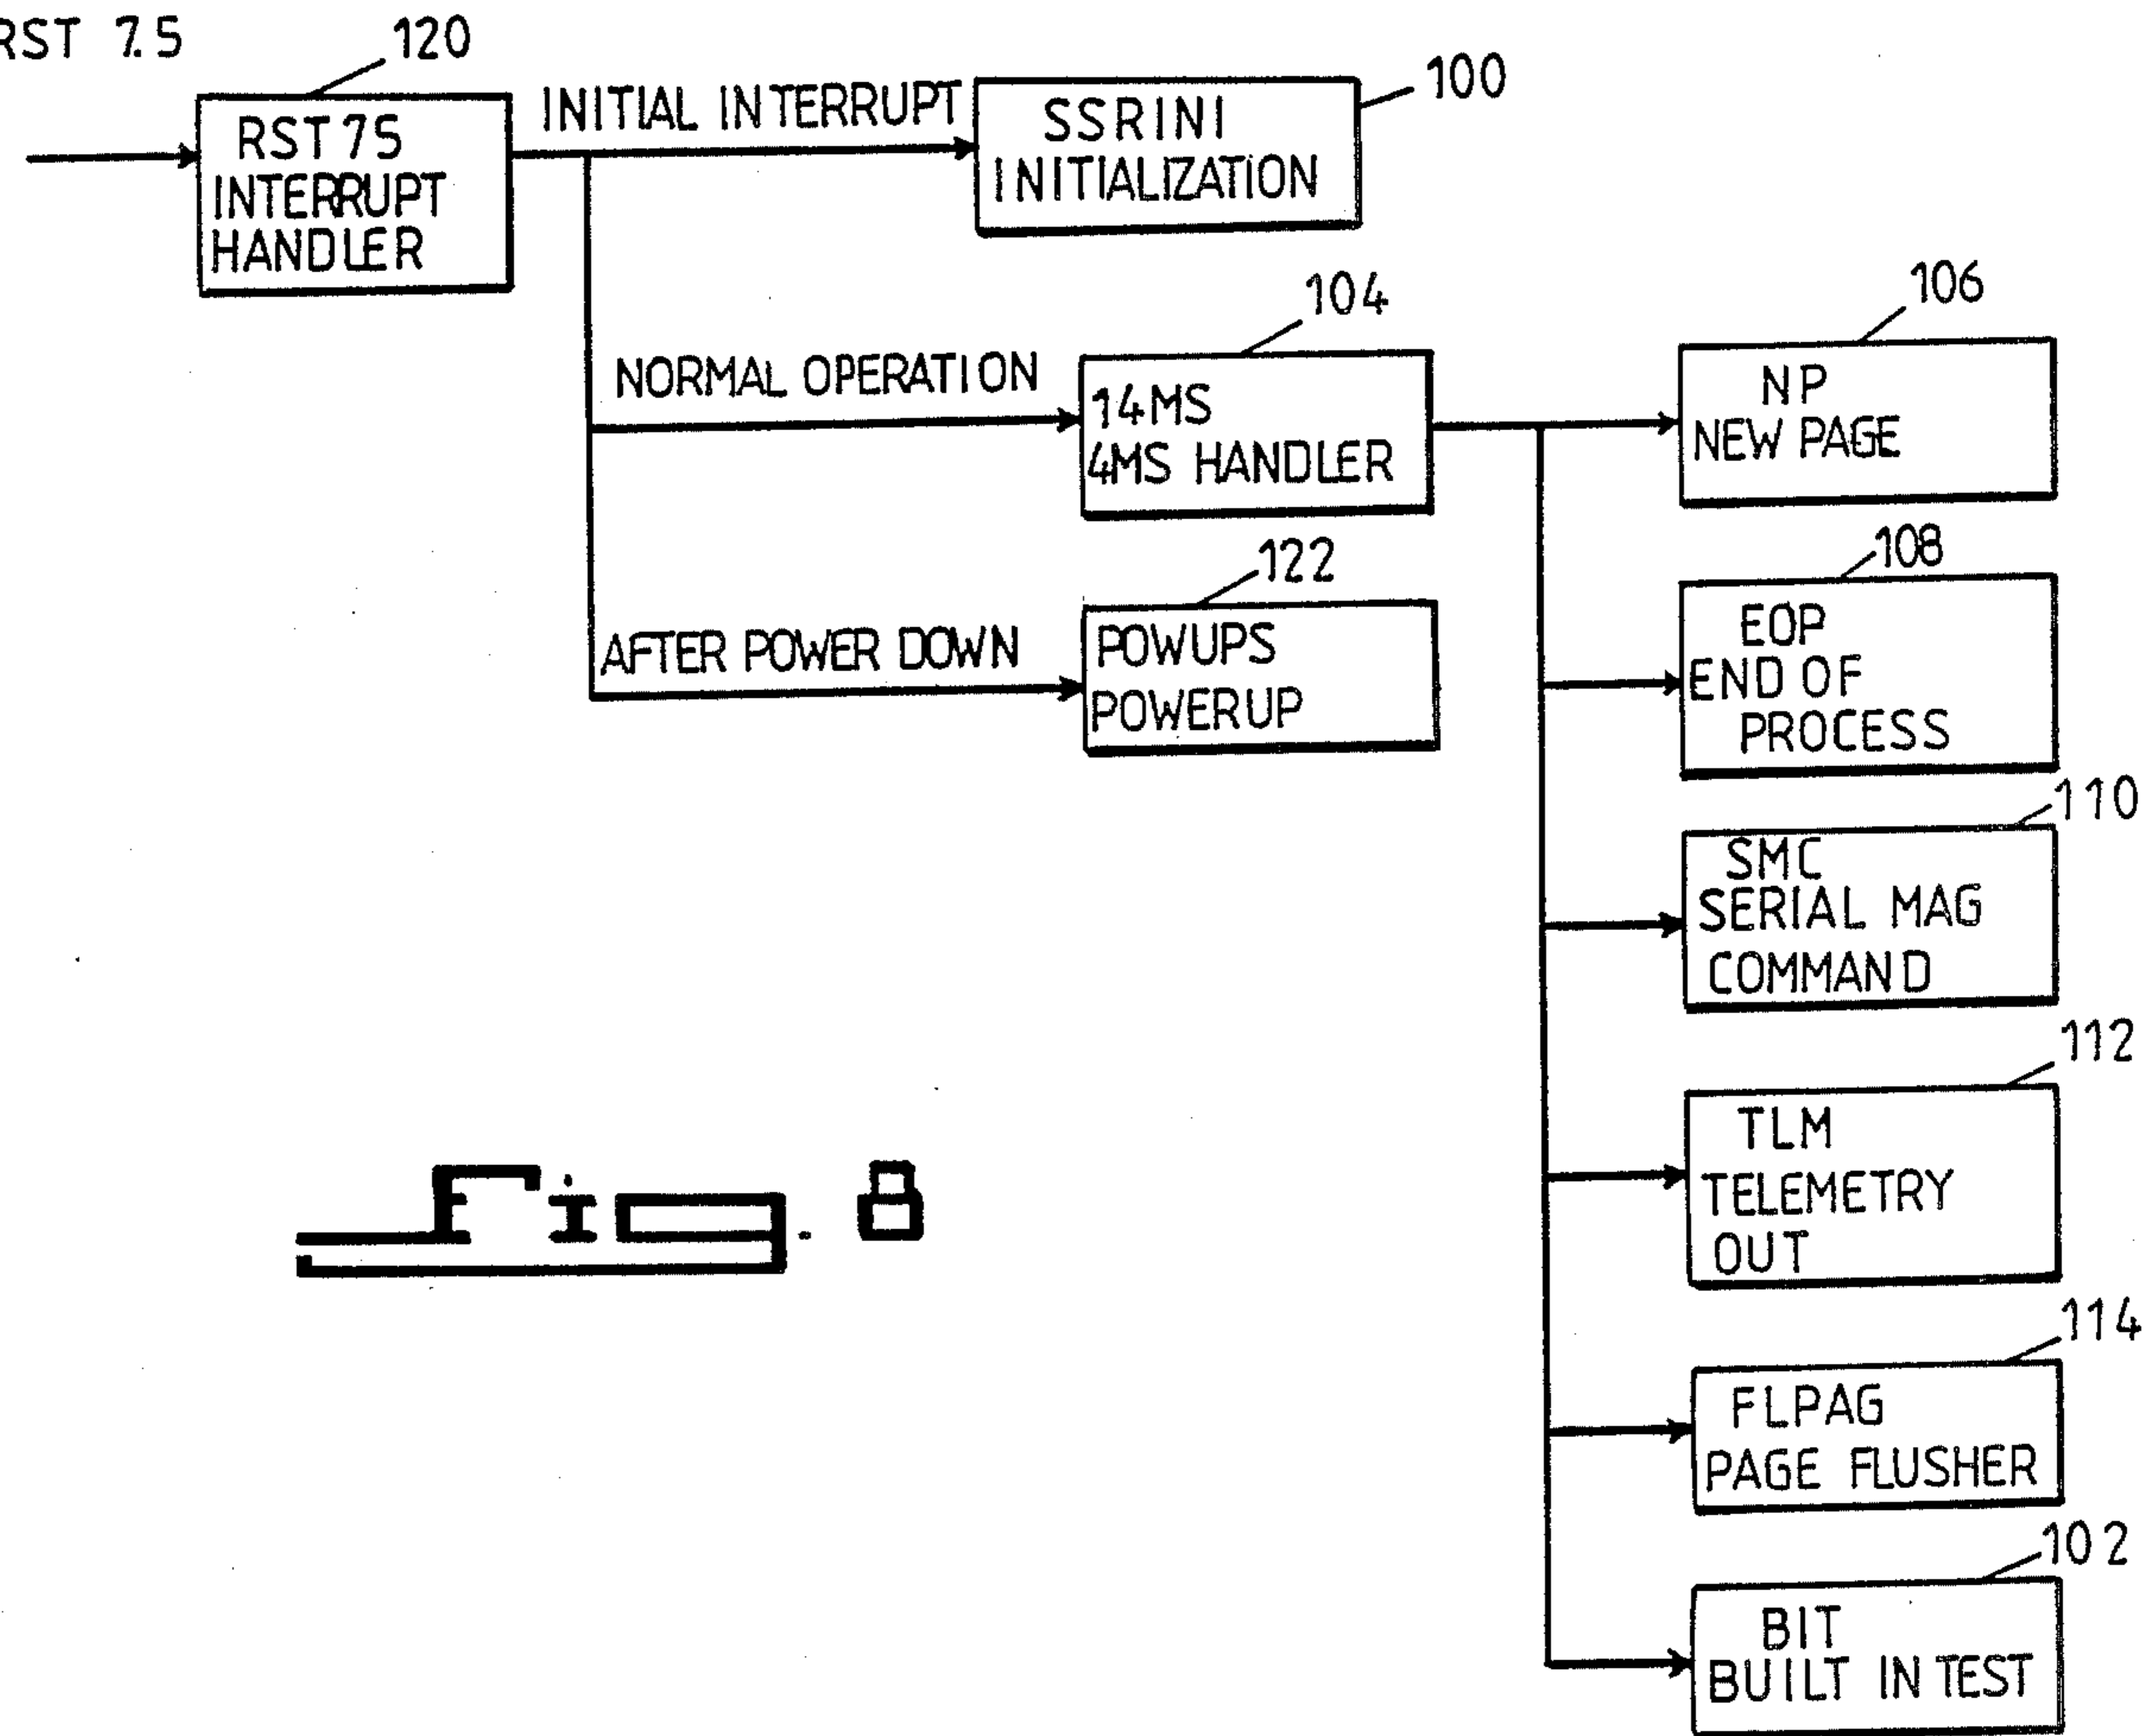 RST 7.5
120
RST 75
INTERRUPT
HANDLER
INITIAL INTERRUPT
SSRINI
INITIALIZATION
100
NORMAL OPERATION
104
14MS
4MS HANDLER
AFTER POWER DOWN
122
POWUPS
POWERUP
106
NP
NEW PAGE
108
EOP
END OF
PROCESS
110
SMC
SERIAL MAG
COMMAND
112
TLM
TELEMETRY
OUT
114
FLPAG
PAGE FLUSHER
102
BIT
BUILT IN TEST
Fig. 8